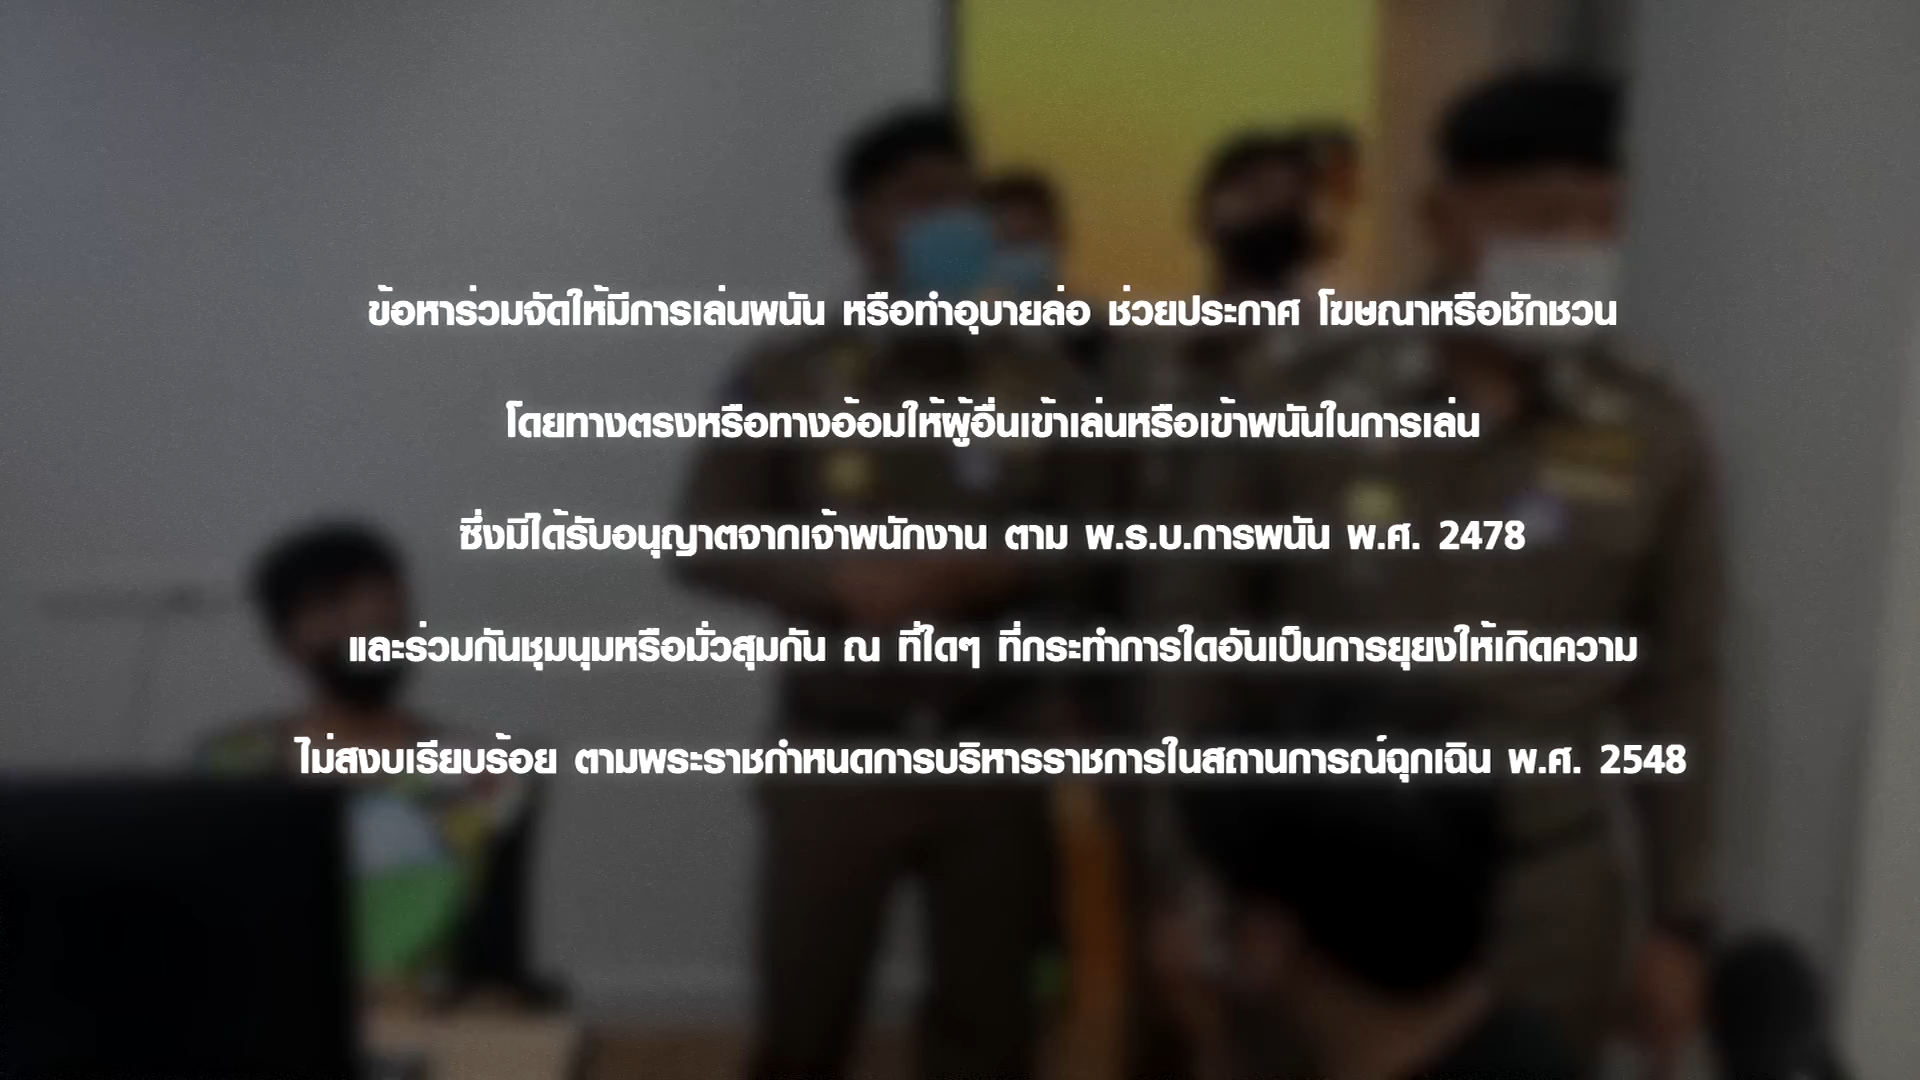 ข้อหาร่วมจัดให้มีการเล่นพนัน หรือทำอุบายล่อ ช่วยประกาศ โฆษณาหรือชักชวน
โดยทางตรงหรือทางอ้อมให้ผู้อื่นเข้าเล่นหรือเข้าพนันในการเล่น
ซึ่งมิได้รับอนุญาตจากเจ้าพนักงาน ตาม พ.ร.บ.การพนัน พ.ศ. 2478
และร่วมกันชุมนุมหรือมั่วสุมกัน ณ ที่ใดๆ ที่กระทำการใดอันเป็นการยุยงให้เกิดความ
ไม่สงบเรียบร้อย ตามพระราชกำหนดการบริหารราชการในสถานการณ์ฉุกเฉิน พ.ศ. 2548